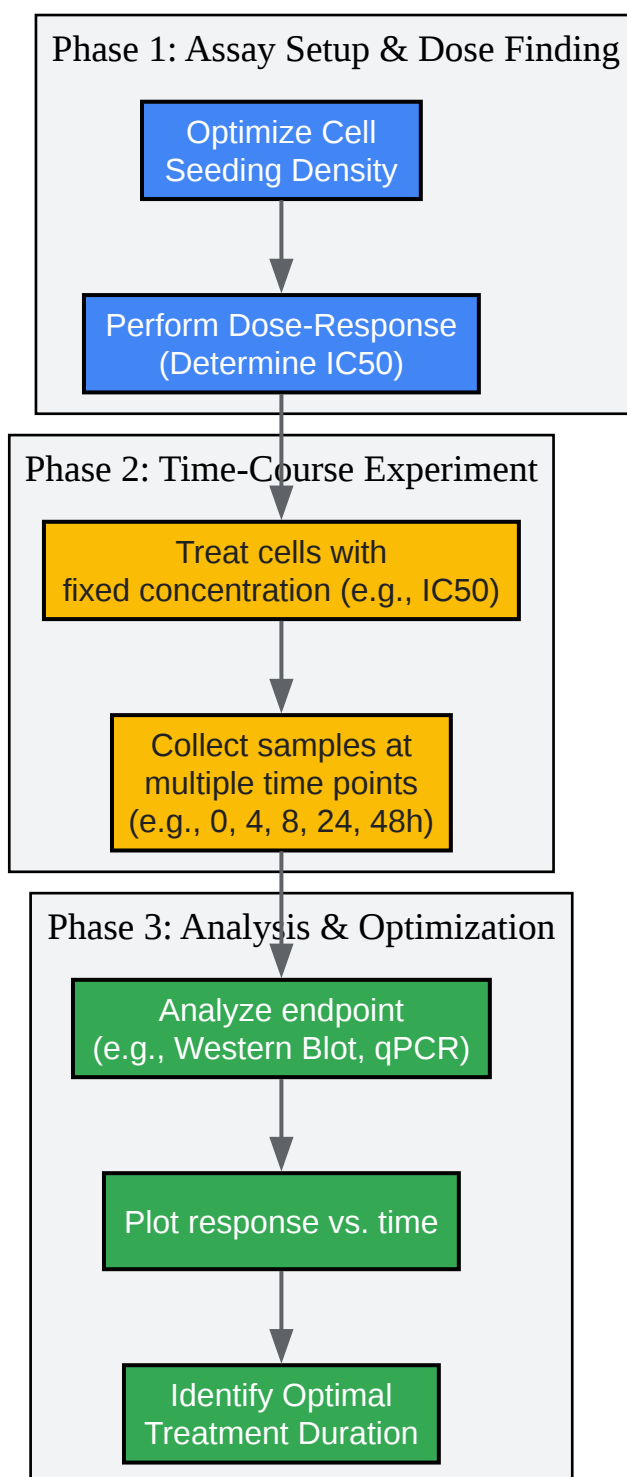 Phase 1: Assay Setup & Dose Finding
Optimize Cell
Seeding Density
Perform Dose-Response
(Determine IC50)
Phase 2: Time-Course Experiment
Treat cells with
fixed concentration (e.g., IC50)
Collect samples at
multiple time points
(e.g., 0, 4, 8, 24, 48h)
Phase 3: Analysis & Optimization
Analyze endpoint
(e.g., Western Blot, qPCR)
Plot response vs. time
Identify Optimal
Treatment Duration